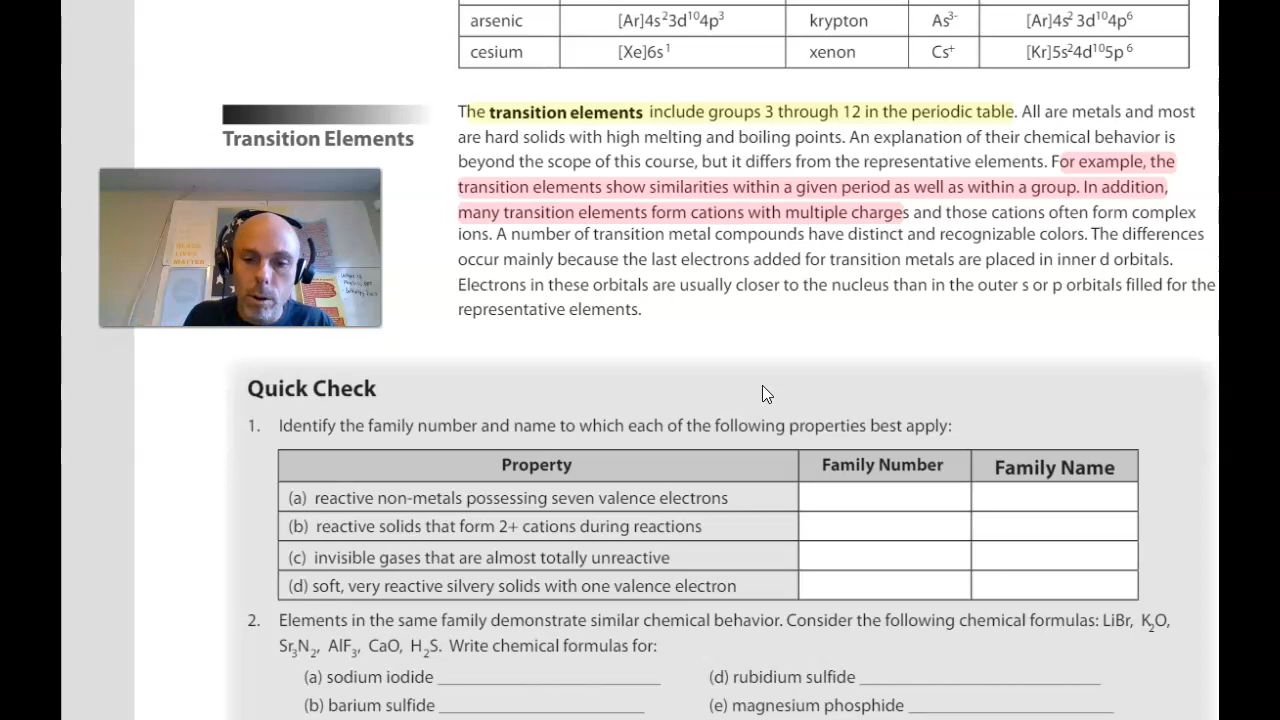 arsenic [Ar]4s²3d¹⁰4p³ krypton As³⁻ [Ar]4s² 3d¹⁰4p⁶
cesium [Xe]6s¹ xenon Cs⁺ [Kr]5s²4d¹⁰5p⁶
Transition Elements
The transition elements include groups 3 through 12 in the periodic table. All are metals and most
are hard solids with high melting and boiling points. An explanation of their chemical behavior is
beyond the scope of this course, but it differs from the representative elements. For example, the
transition elements show similarities within a given period as well as within a group. In addition,
many transition elements form cations with multiple charges and those cations often form complex
ions. A number of transition metal compounds have distinct and recognizable colors. The differences
occur mainly because the last electrons added for transition metals are placed in inner d orbitals.
Electrons in these orbitals are usually closer to the nucleus than in the outer s or p orbitals filled for the
representative elements.
BLACK
LIVES
MATTER
Quick Check
1. Identify the family number and name to which each of the following properties best apply:
Property Family Number Family Name
(a) reactive non-metals possessing seven valence electrons
(b) reactive solids that form 2+ cations during reactions
(c) invisible gases that are almost totally unreactive
(d) soft, very reactive silvery solids with one valence electron
2. Elements in the same family demonstrate similar chemical behavior. Consider the following chemical formulas: LiBr, K₂O,
Sr₃N₂, AlF₃, CaO, H₂S. Write chemical formulas for:
(a) sodium iodide ____________ (d) rubidium sulfide ____________
(b) barium sulfide ____________ (e) magnesium phosphide ____________